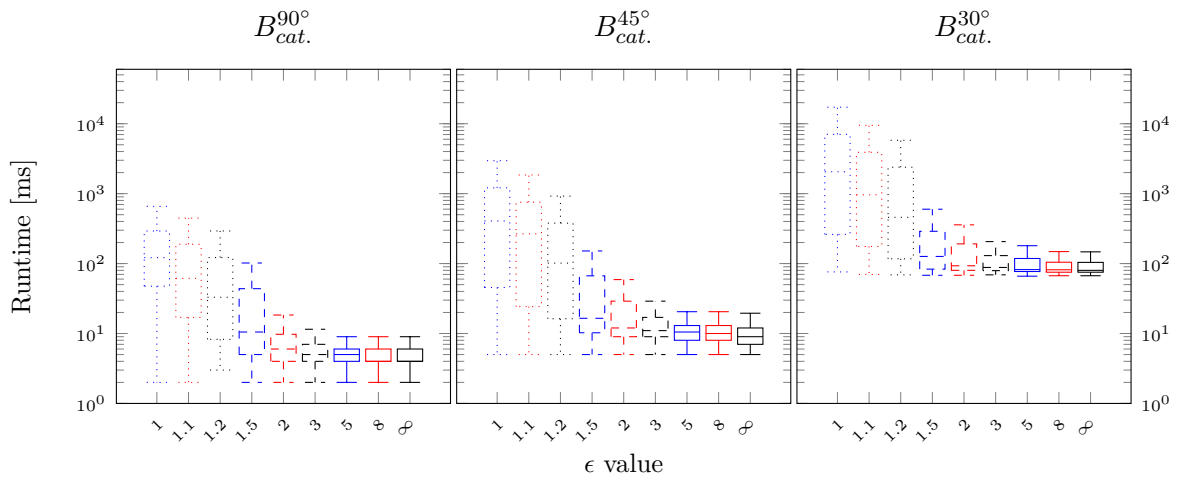 B_{cat.}^{90°} B_{cat.}^{45°} B_{cat.}^{30°}
Runtime [ms]
10^4 10^4
10^3 10^3
10^2 10^2
10^1 10^1
10^0 10^0
1 1.1 1.2 1.5 2 3 5 8 ∞ 1 1.1 1.2 1.5 2 3 5 8 ∞ 1 1.1 1.2 1.5 2 3 5 8 ∞
ϵ value